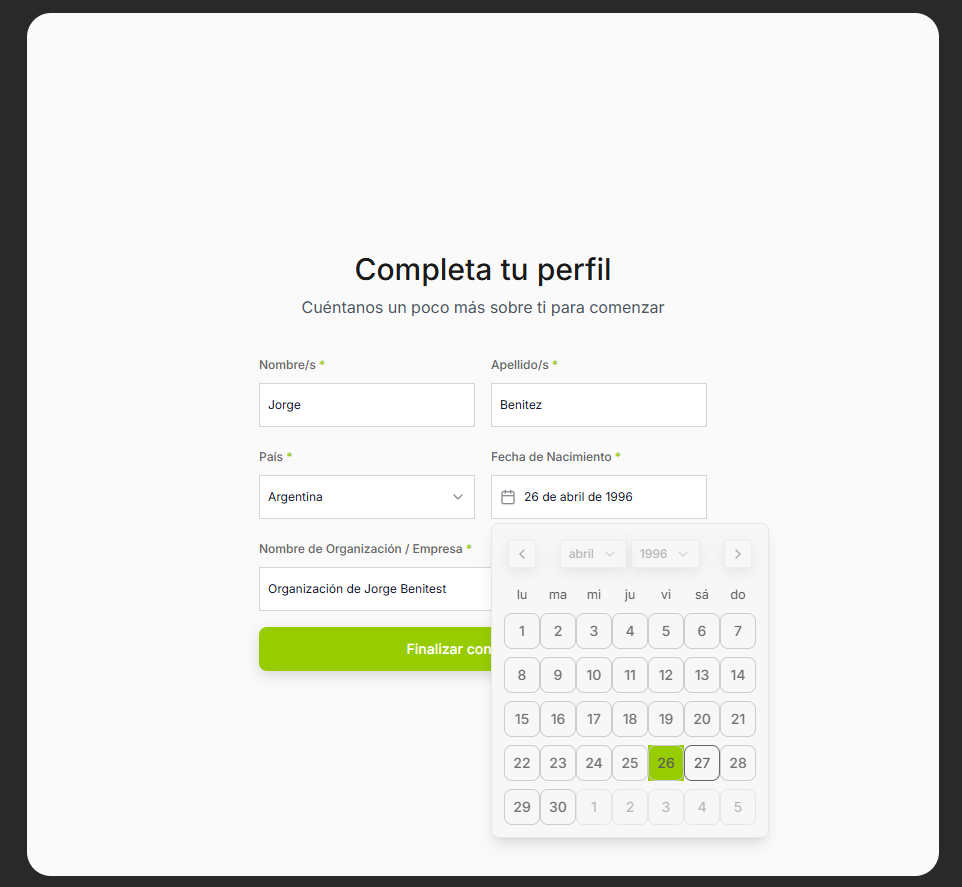 Completa tu perfil
Cuéntanos un poco más sobre ti para comenzar
Nombre/s * Apellido/s *
Jorge Benitez
País * Fecha de Nacimiento *
Argentina 26 de abril de 1996
Nombre de Organización / Empresa *
Organización de Jorge Benitest
Finalizar con
abril 1996
lu ma mi ju vi sá do
1 2 3 4 5 6 7
8 9 10 11 12 13 14
15 16 17 18 19 20 21
22 23 24 25 26 27 28
29 30 1 2 3 4 5